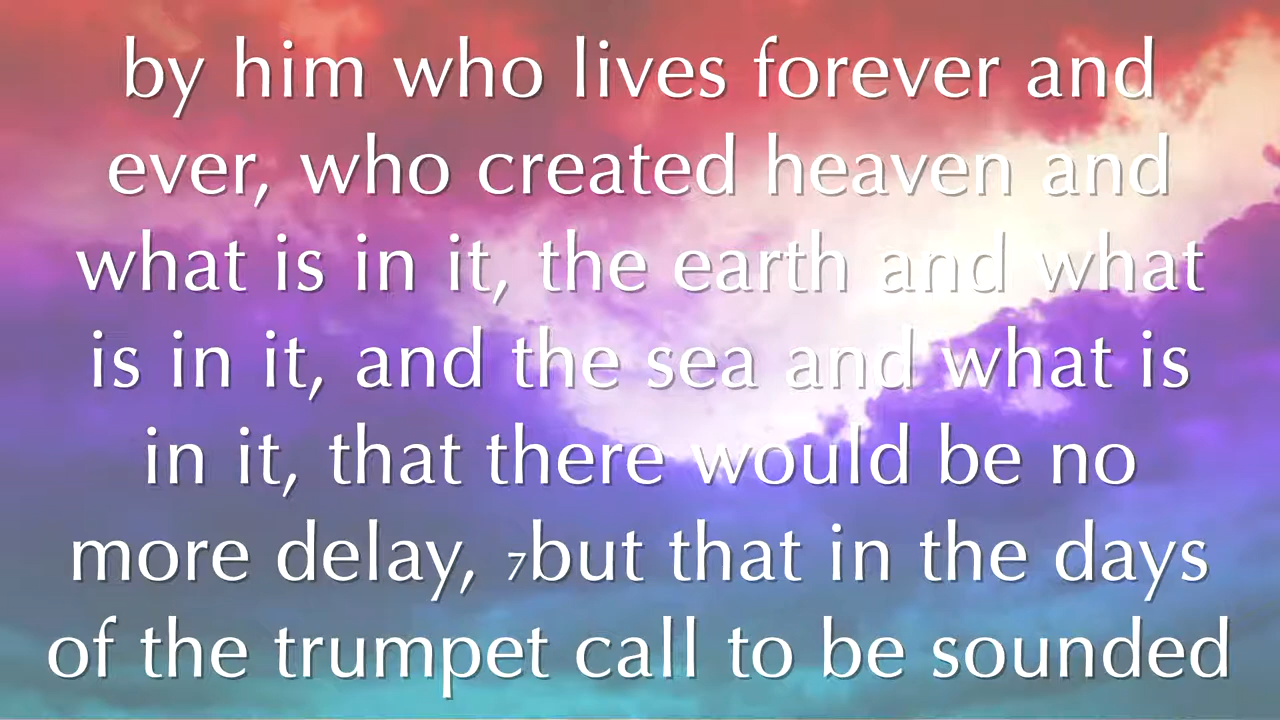 by him who lives forever and
ever, who created heaven and
what is in it, the earth and what
is in it, and the sea and what is
in it, that there would be no
more delay, 7but that in the days
of the trumpet call to be sounded